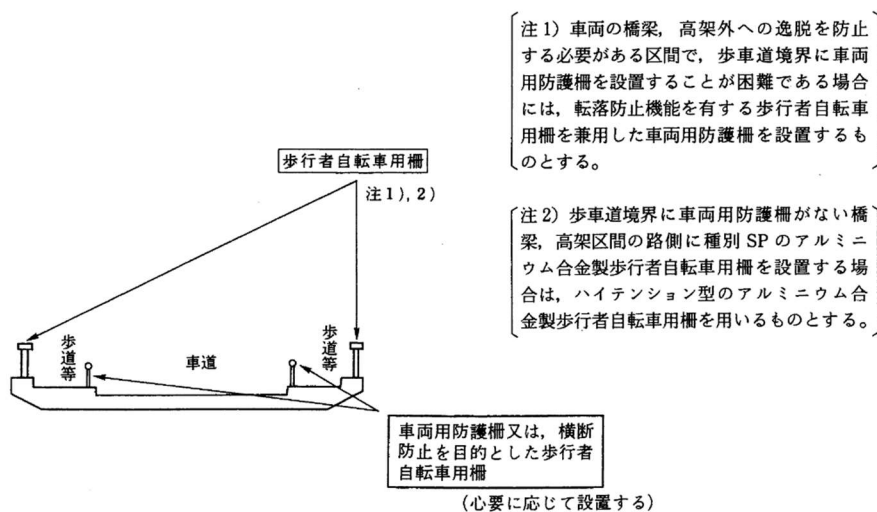 注1)車両の橋梁,高架外への逸脱を防止
する必要がある区間で,歩車道境界に車両
用防護柵を設置することが困難である場合
には,転落防止機能を有する歩行者自転車
用柵を兼用した車両用防護柵を設置するも
のとする。
歩行者自転車用柵
注1),2)
注2)歩車道境界に車両用防護柵がない橋
梁,高架区間の路側に種別SPのアルミニ
ウム合金製歩行者自転車用柵を設置する場
合は,ハイテンション型のアルミニウム合
金製歩行者自転車用柵を用いるものとする。
歩道等
車道
歩道等
車両用防護柵又は,横断
防止を目的とした歩行者
自転車用柵
(心要に応じて設置する)